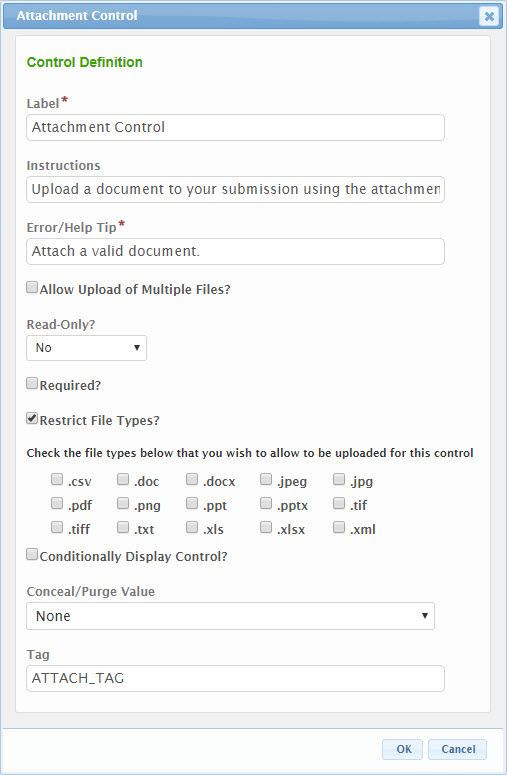 Attachment Control
Control Definition
Label*
Attachment Control
Instructions
Upload a document to your submission using the attachmen
Error/Help Tip*
Attach a valid document.
Allow Upload of Multiple Files?
Read-Only?
No
Required?
Restrict File Types?
Check the file types below that you wish to allow to be uploaded for this control
.csv .doc .docx .jpeg .jpg
.pdf .png .ppt .pptx .tif
.tiff .txt .xls .xlsx .xml
Conditionally Display Control?
Conceal/Purge Value
None
Tag
ATTACH_TAG
OK Cancel